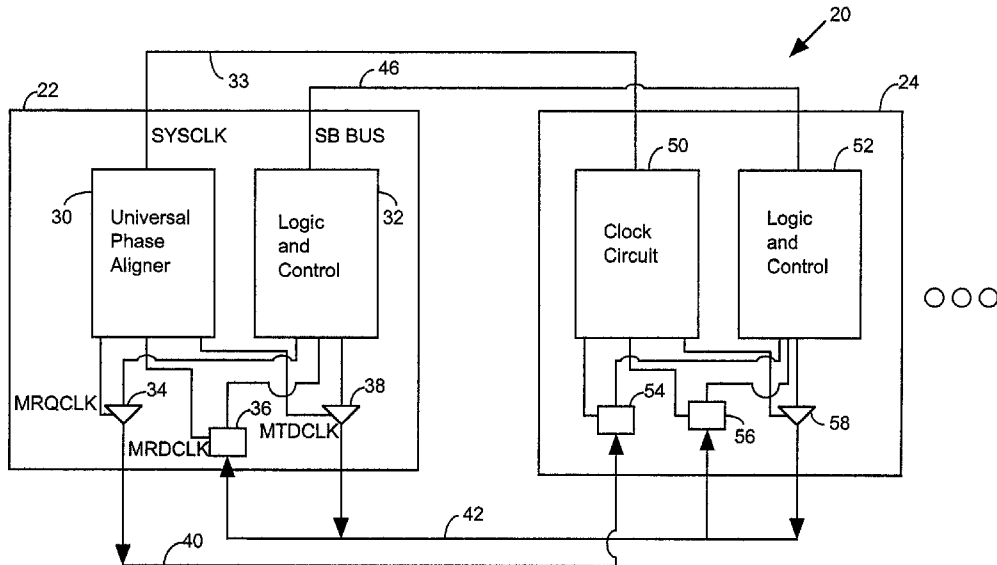 20
33
46
22
24
SYSCLK
SB BUS
50
52
30
Universal
Phase
Aligner
Logic
and
Control
32
Clock
Circuit
Logic
and
Control
MRQCLK
34
36
38
54
MRDCLK
MTDCLK
56
58
42
40